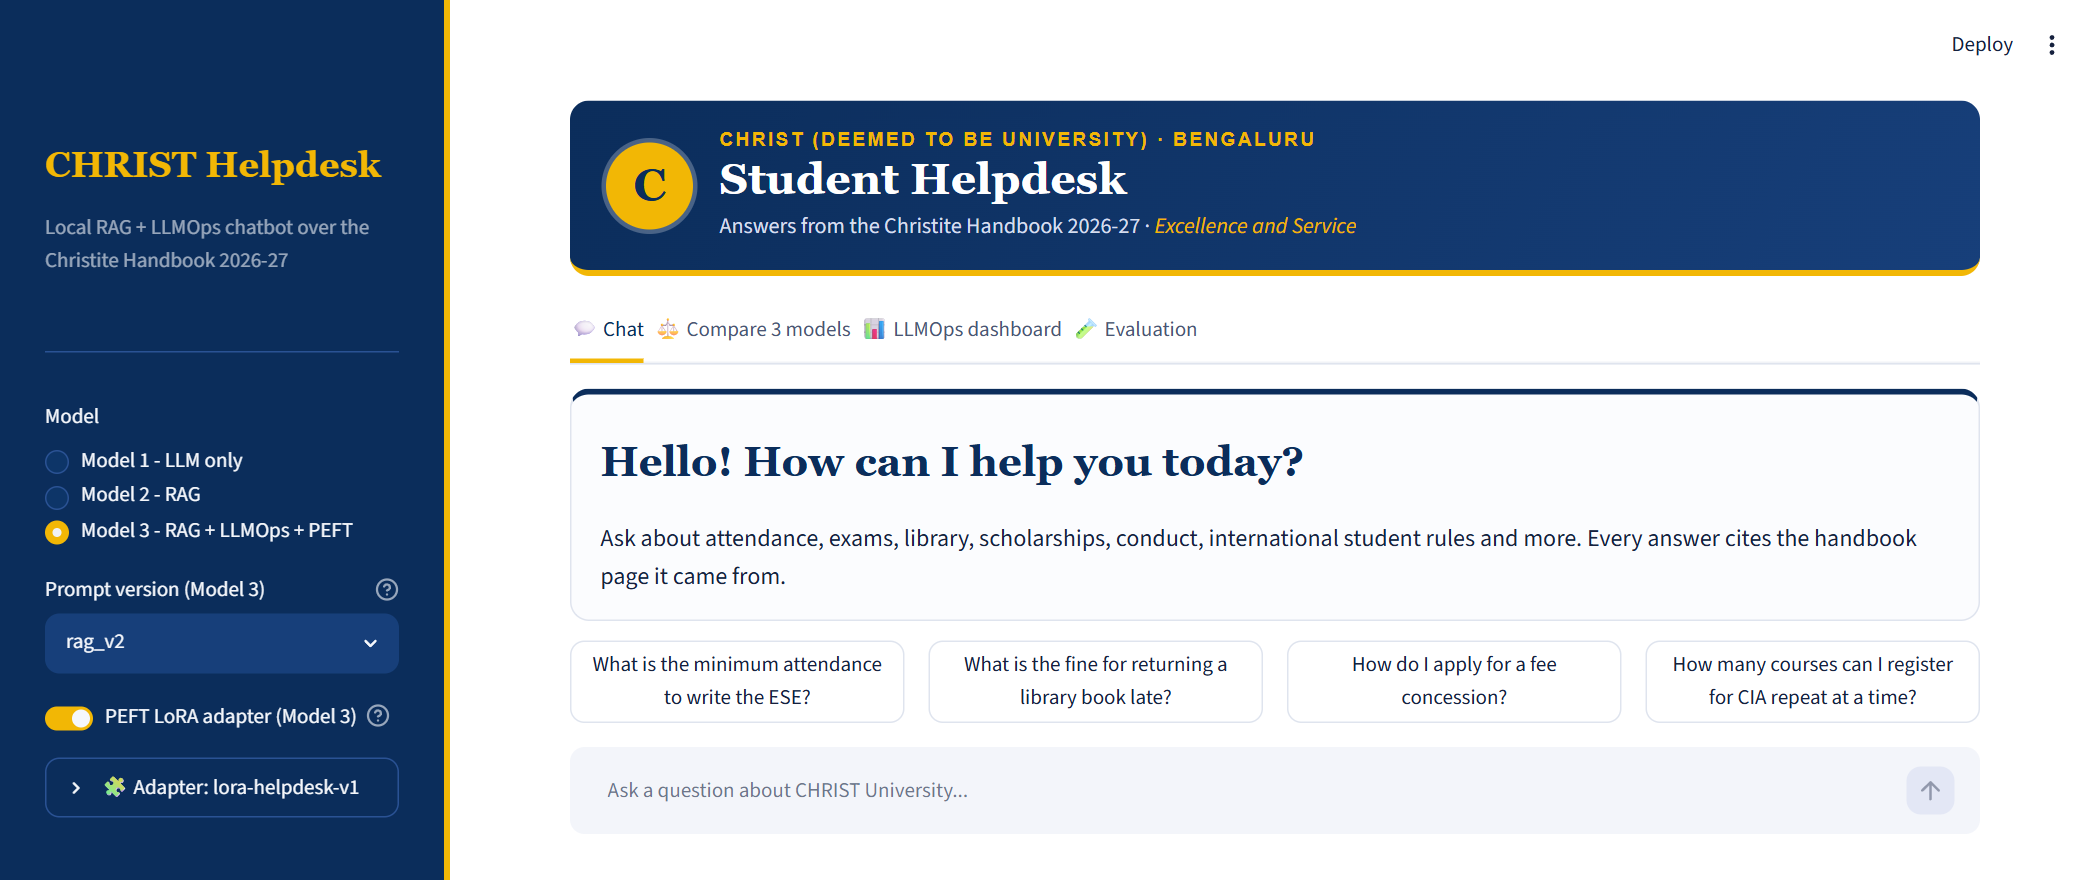 CHRIST Helpdesk
Local RAG + LLMOps chatbot over the
Christite Handbook 2026-27
Model
Model 1 - LLM only
Model 2 - RAG
Model 3 - RAG + LLMOps + PEFT
Prompt version (Model 3)
rag_v2
PEFT LoRA adapter (Model 3)
Adapter: lora-helpdesk-v1
Deploy
C
CHRIST (DEEMED TO BE UNIVERSITY) · BENGALURU
Student Helpdesk
Answers from the Christite Handbook 2026-27 · Excellence and Service
Chat Compare 3 models LLMOps dashboard Evaluation
Hello! How can I help you today?
Ask about attendance, exams, library, scholarships, conduct, international student rules and more. Every answer cites the handbook
page it came from.
What is the minimum attendance
to write the ESE?
What is the fine for returning a
library book late?
How do I apply for a fee
concession?
How many courses can I register
for CIA repeat at a time?
Ask a question about CHRIST University...